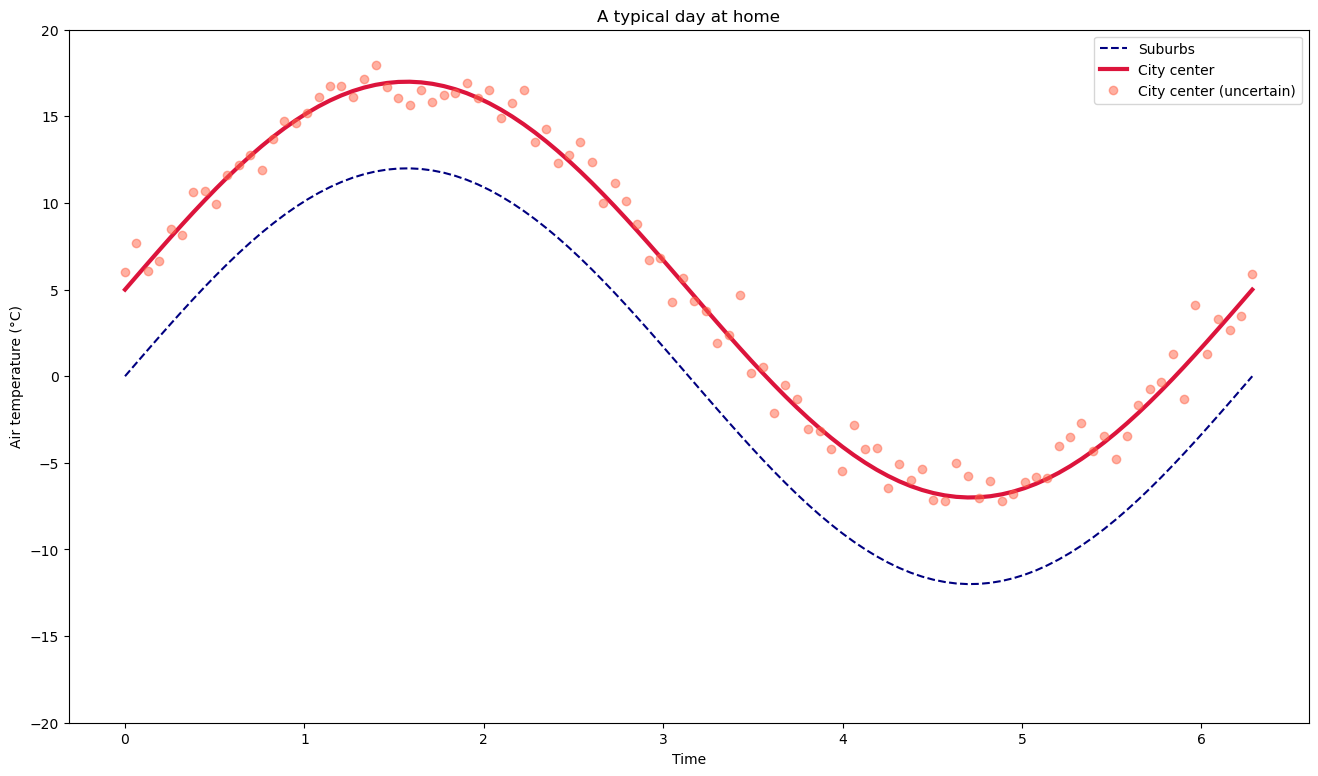 A typical day at home
Suburbs
City center
City center (uncertain)
Air temperature (°C)
20
15
10
5
0
−5
−10
−15
−20
0 1 2 3 4 5 6
Time